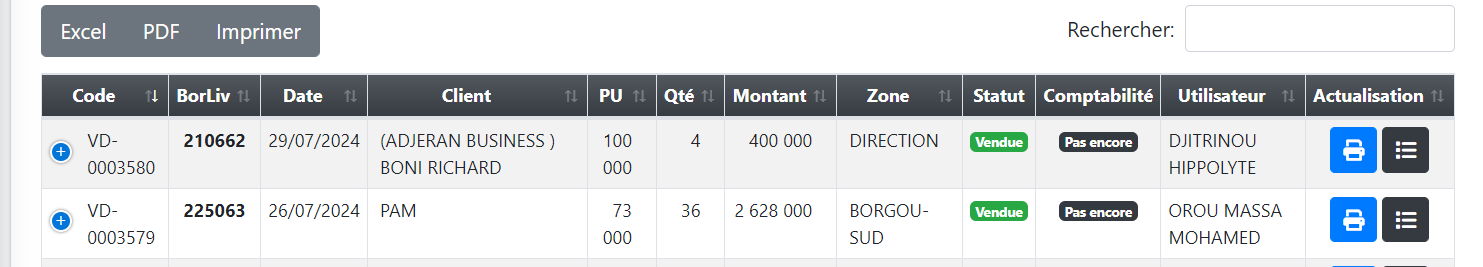 Excel PDF Imprimer Rechercher:
Code BorLiv Date Client PU Qté Montant Zone Statut Comptabilité Utilisateur Actualisation
VD- 210662 29/07/2024 (ADJERAN BUSINESS ) 100 4 400 000 DIRECTION Vendue Pas encore DJITRINOU
0003580 BONI RICHARD 000 HIPPOLYTE
VD- 225063 26/07/2024 PAM 73 36 2 628 000 BORGOU- Vendue Pas encore OROU MASSA
0003579 000 SUD MOHAMED